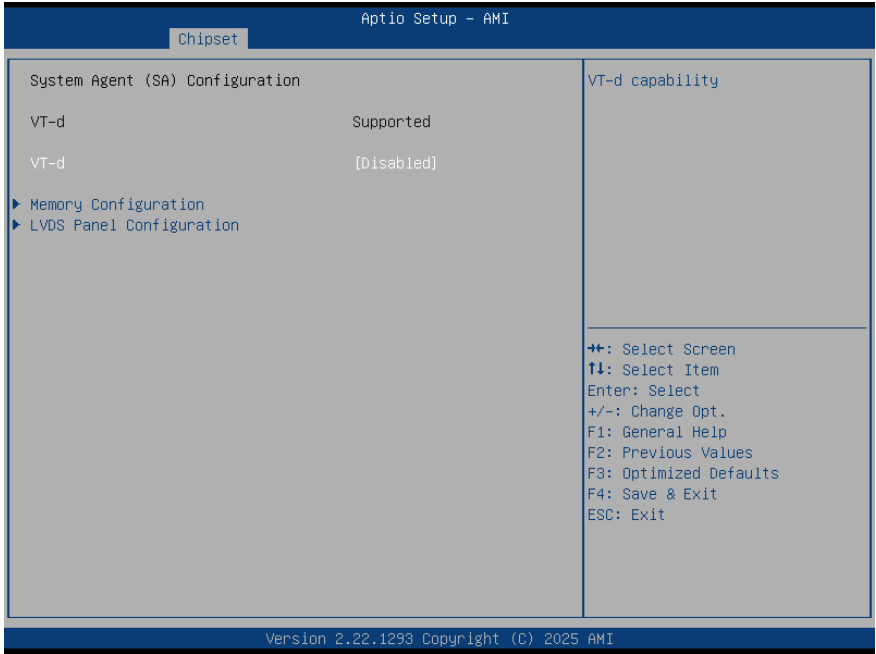 Aptio Setup – AMI
Chipset
System Agent (SA) Configuration
VT-d Supported
VT-d [Disabled]
Memory Configuration
LVDS Panel Configuration
VT-d capability
→←: Select Screen
↑↓: Select Item
Enter: Select
+/-: Change Opt.
F1: General Help
F2: Previous Values
F3: Optimized Defaults
F4: Save & Exit
ESC: Exit
Version 2.22.1293 Copyright (C) 2025 AMI